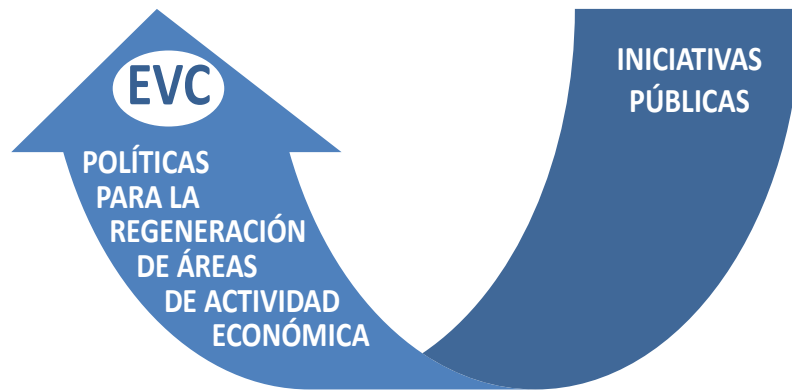 EVC
POLÍTICAS
PARA LA
REGENERACIÓN
DE ÁREAS
DE ACTIVIDAD
ECONÓMICA
INICIATIVAS
PÚBLICAS